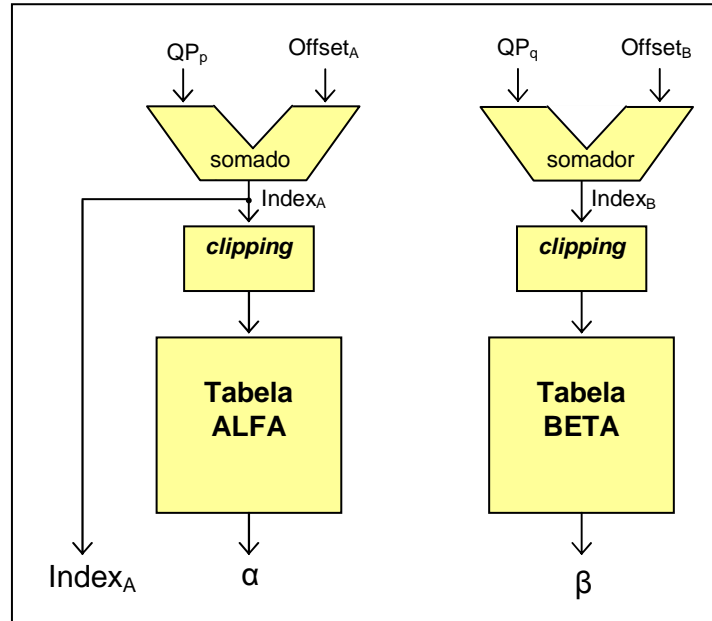 QPp OffsetA QPq OffsetB
somado somador
IndexA IndexB
clipping clipping
Tabela
ALFA
Tabela
BETA
IndexA α β